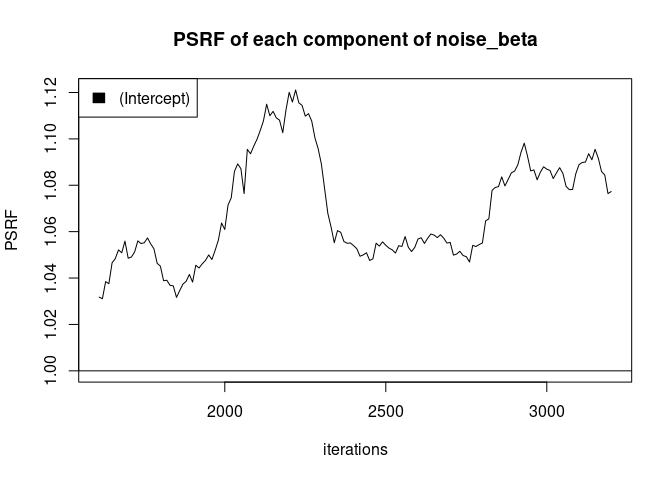 PSRF of each component of noise_beta
(Intercept)
1.12
1.10
1.08
1.06
1.04
1.02
1.00
PSRF
2000 2500 3000
iterations